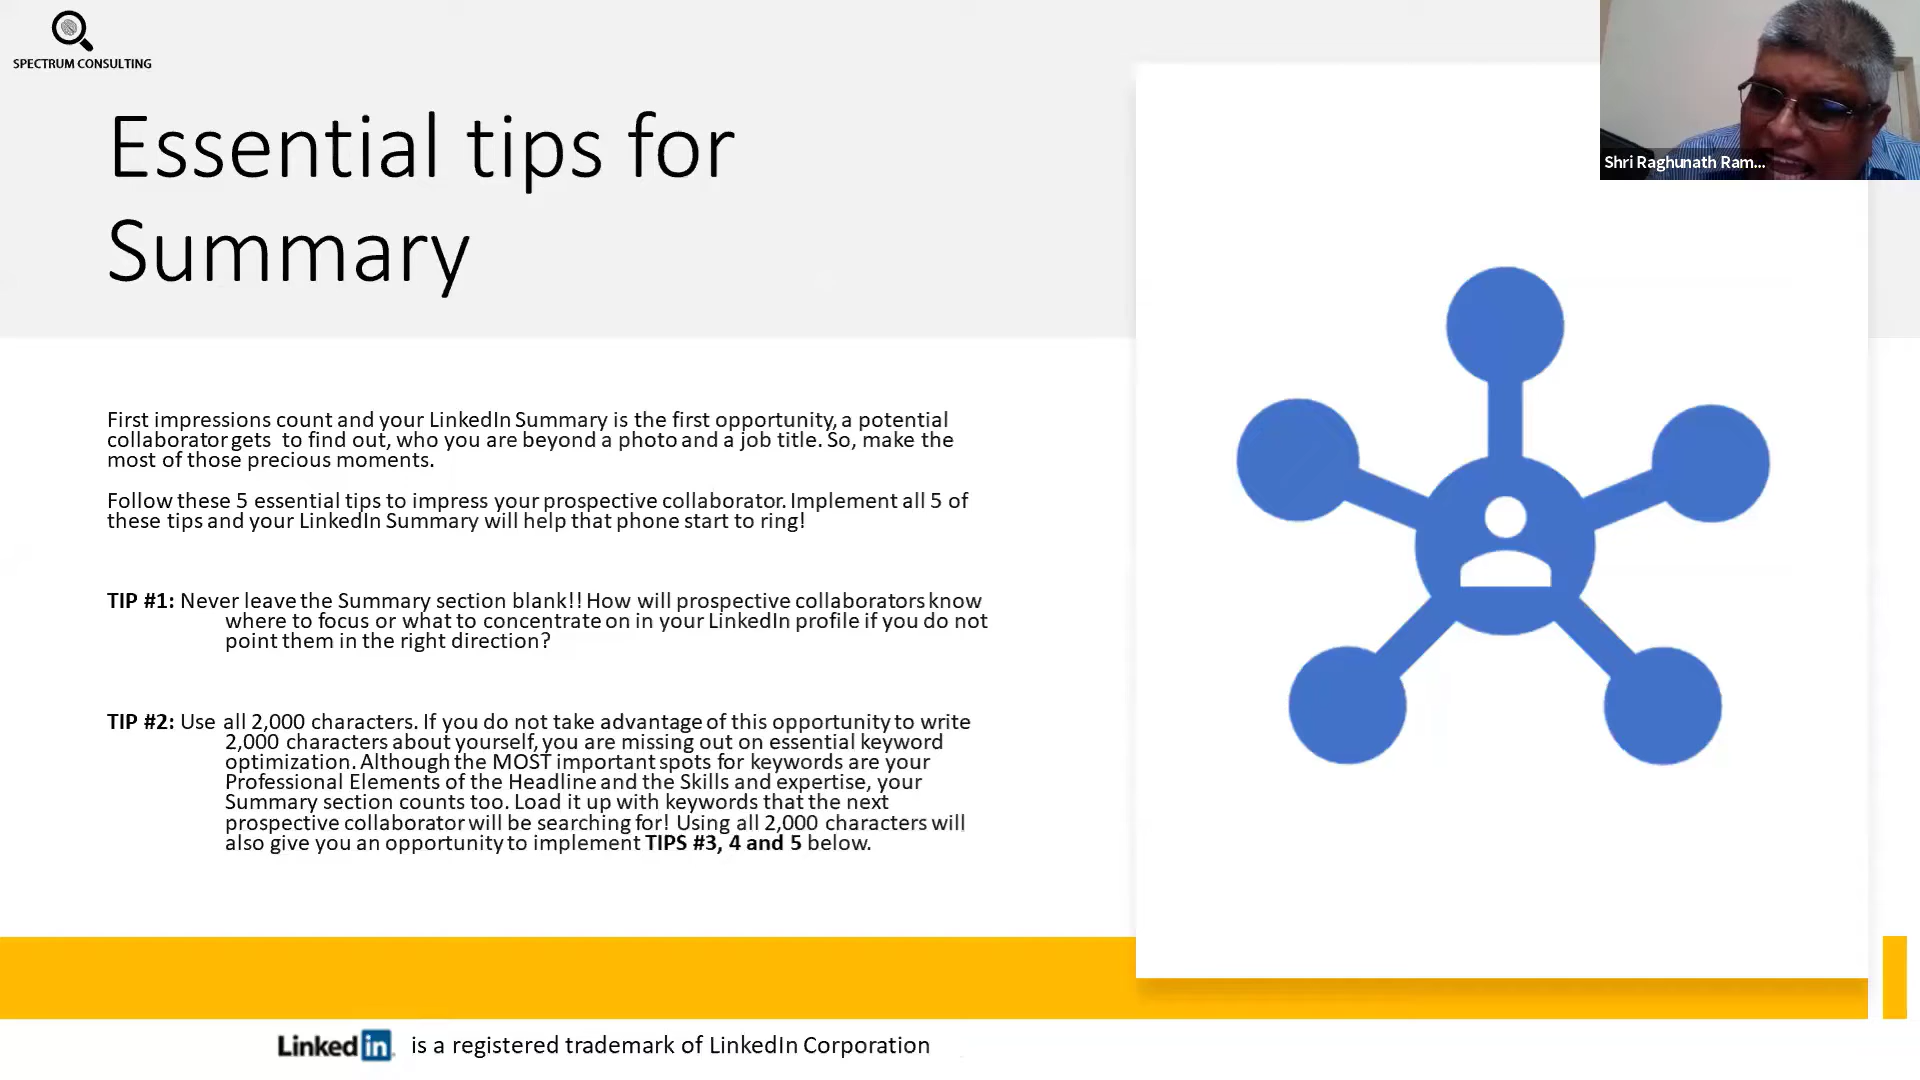 SPECTRUM CONSULTING
Essential tips for
Summary
Shri Raghunath Ram...
First impressions count and your LinkedIn Summary is the first opportunity, a potential
collaborator gets to find out, who you are beyond a photo and a job title. So, make the
most of those precious moments.
Follow these 5 essential tips to impress your prospective collaborator. Implement all 5 of
these tips and your LinkedIn Summary will help that phone start to ring!
TIP #1: Never leave the Summary section blank!! How will prospective collaborators know
where to focus or what to concentrate on in your LinkedIn profile if you do not
point them in the right direction?
TIP #2: Use all 2,000 characters. If you do not take advantage of this opportunity to write
2,000 characters about yourself, you are missing out on essential keyword
optimization. Although the MOST important spots for keywords are your
Professional Elements of the Headline and the Skills and expertise, your
Summary section counts too. Load it up with keywords that the next
prospective collaborator will be searching for! Using all 2,000 characters will
also give you an opportunity to implement TIPS #3, 4 and 5 below.
Linked in is a registered trademark of LinkedIn Corporation